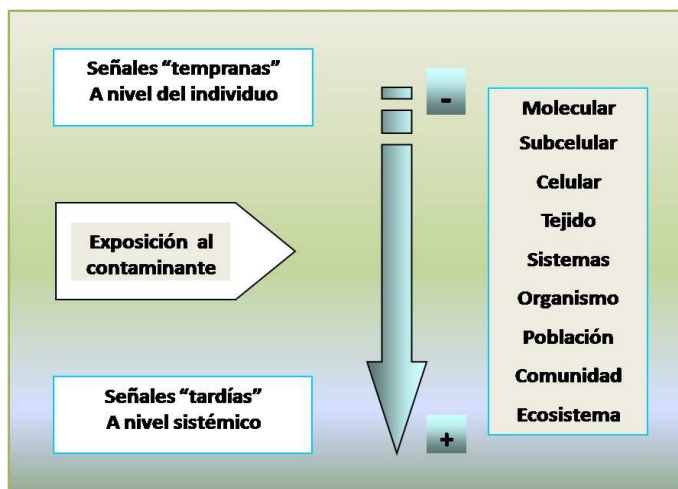 Señales “tempranas”
A nivel del individuo
-
Exposición al
contaminante
Señales “tardías”
A nivel sistémico
+
Molecular
Subcelular
Celular
Tejido
Sistemas
Organismo
Población
Comunidad
Ecosistema